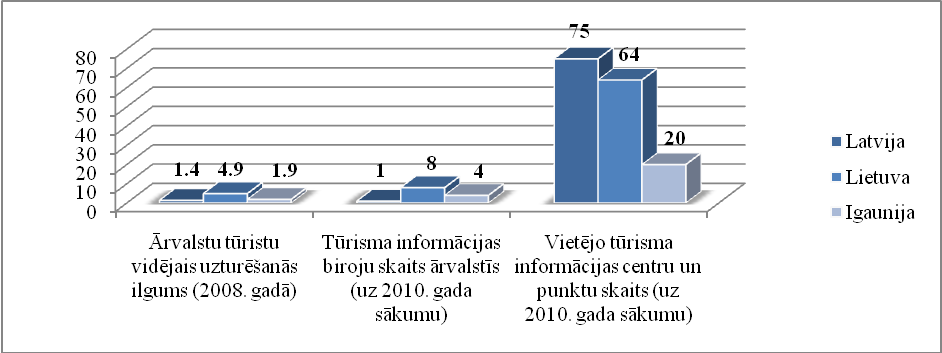 80
70
60
50
40
30
20
10
0
1.4 4.9 1.9
1 8 4
75 64 20
Ārvalstu tūristu
vidējais uzturēšanās
ilgums (2008. gadā)
Tūrisma informācijas
biroju skaits ārvalstīs
(uz 2010. gada
sākumu)
Vietējo tūrisma
informācijas centru un
punktu skaits (uz
2010. gada sākumu)
Latvija
Lietuva
Igaunija